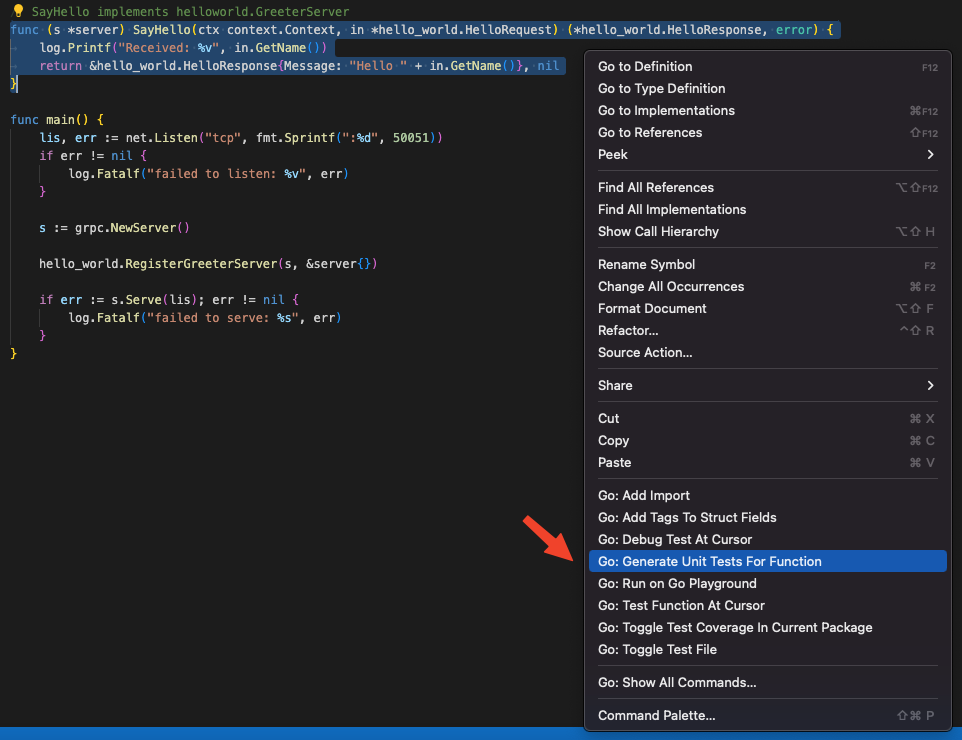 SayHello implements helloworld.GreeterServer
func (s *server) SayHello(ctx context.Context, in *hello_world.HelloRequest) (*hello_world.HelloResponse, error) {
log.Printf("Received: %v", in.GetName())
return &hello_world.HelloResponse{Message: "Hello " + in.GetName()}, nil
}
func main() {
lis, err := net.Listen("tcp", fmt.Sprintf(":%d", 50051))
if err != nil {
log.Fatalf("failed to listen: %v", err)
}
s := grpc.NewServer()
hello_world.RegisterGreeterServer(s, &server{})
if err := s.Serve(lis); err != nil {
log.Fatalf("failed to serve: %s", err)
}
}
Go to Definition F12
Go to Type Definition
Go to Implementations ⌘F12
Go to References ⇧F12
Peek
Find All References ⌥⇧F12
Find All Implementations
Show Call Hierarchy ⌥⇧ H
Rename Symbol F2
Change All Occurrences ⌘ F2
Format Document ⌥⇧ F
Refactor... ^⇧ R
Source Action...
Share
Cut ⌘ X
Copy ⌘ C
Paste ⌘ V
Go: Add Import
Go: Add Tags To Struct Fields
Go: Debug Test At Cursor
Go: Generate Unit Tests For Function
Go: Run on Go Playground
Go: Test Function At Cursor
Go: Toggle Test Coverage In Current Package
Go: Toggle Test File
Go: Show All Commands...
Command Palette... ⇧⌘ P